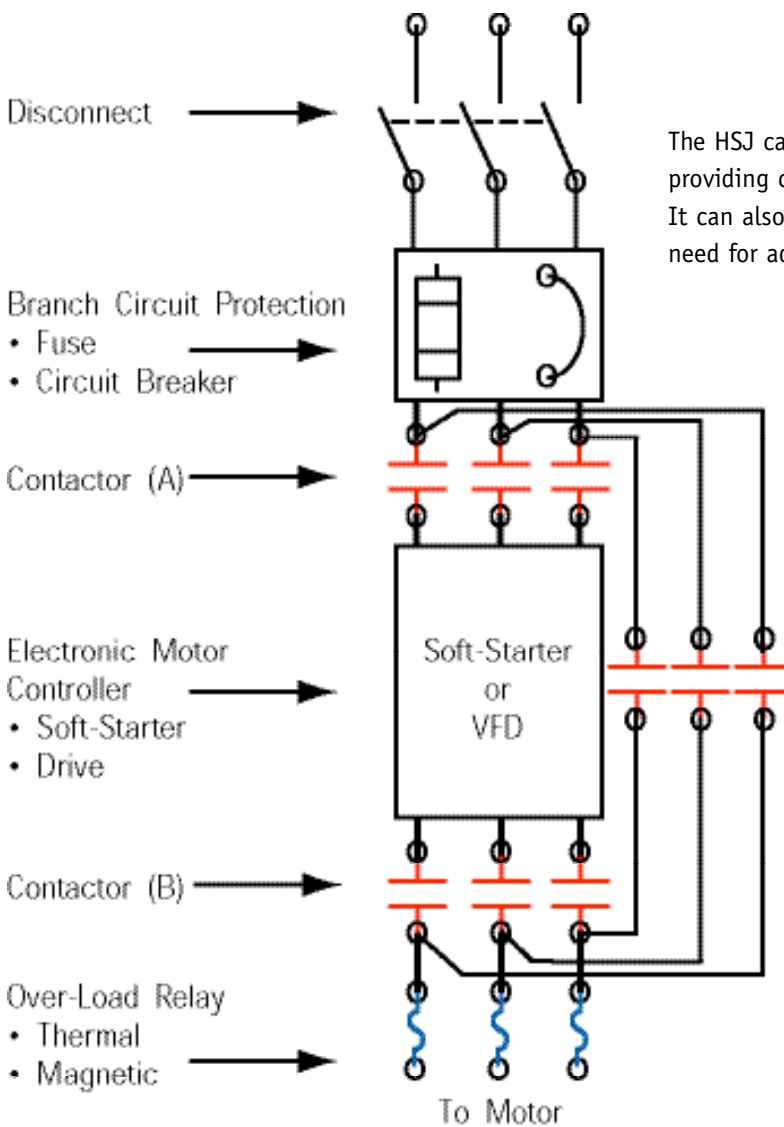 Disconnect
The HSJ ca
providing
It can also
need for
Branch Circuit Protection
• Fuse
• Circuit Breaker
Contactor (A)
Electronic Motor
Controller
• Soft-Starter
• Drive
Soft-Starter
or
VFD
Contactor (B)
Over-Load Relay
• Thermal
• Magnetic
To Motor